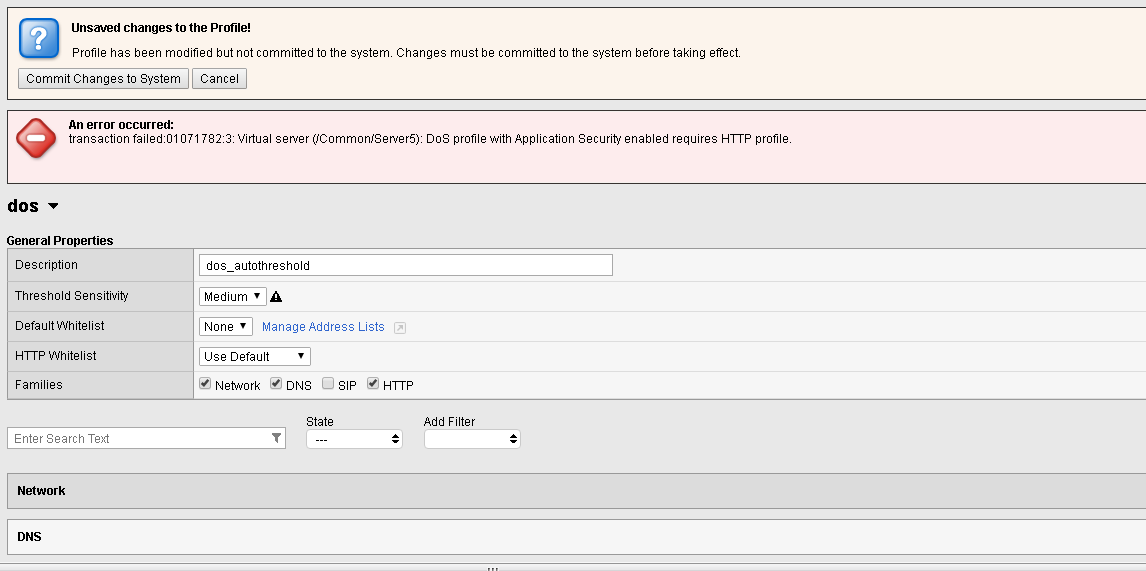 Unsaved changes to the Profile!
Profile has been modified but not committed to the system. Changes must be committed to the system before taking effect.
Commit Changes to System Cancel
An error occurred:
transaction failed:01071782:3: Virtual server (/Common/Server5): DoS profile with Application Security enabled requires HTTP profile.
dos
General Properties
Description dos_autothreshold
Threshold Sensitivity Medium
Default Whitelist None Manage Address Lists
HTTP Whitelist Use Default
Families Network DNS SIP HTTP
State Add Filter
Enter Search Text ---
Network
DNS